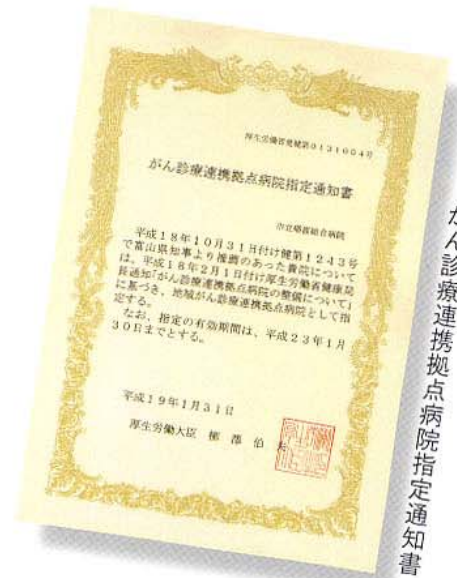 厚生労働省発健第0131004号
がん診療連携拠点病院指定通知書
市立砺波総合病院
平成18年10月31日付け健第1243号
で富山県知事より推薦のあった貴院について
は、平成18年2月1日付け厚生労働省健康局
長通知「がん診療連携拠点病院の整備について」
に基づき、地域がん診療連携拠点病院として指
定する。
なお、指定の有効期間は、平成23年1月
30日までとする。
平成19年1月31日
厚生労働大臣 柳澤伯
がん診療連携拠点病院指定通知書